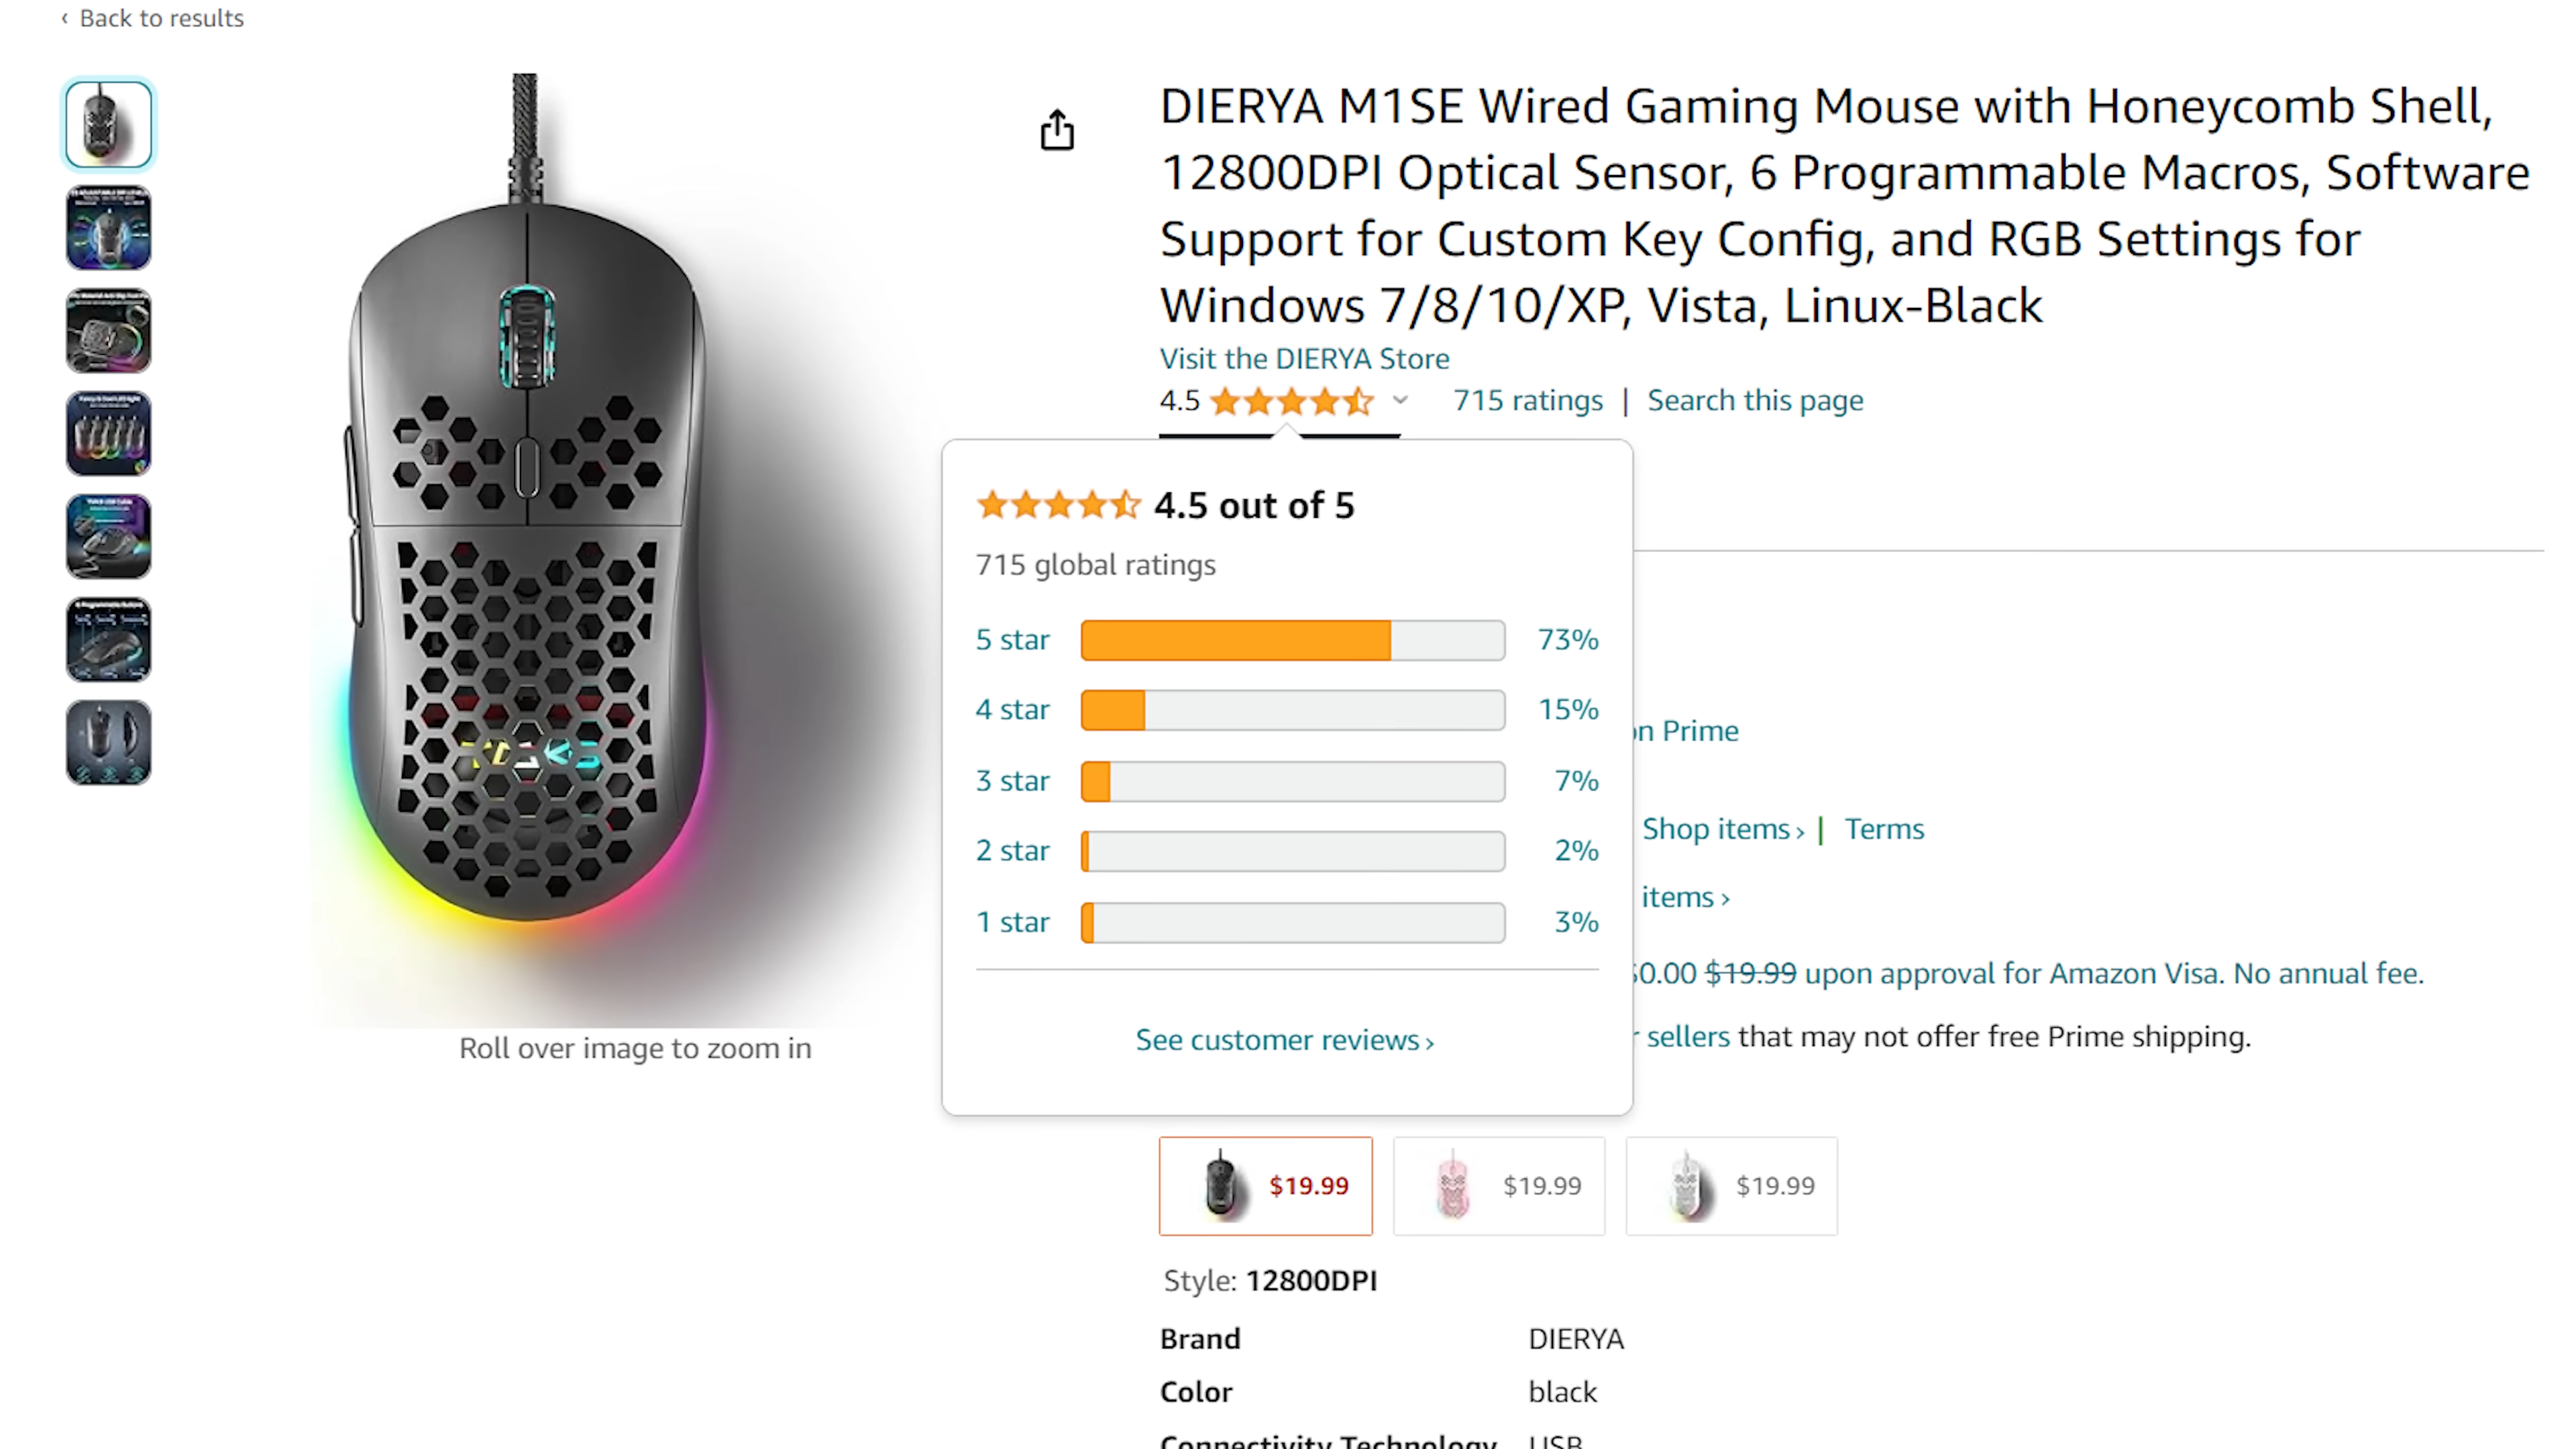 ‹ Back to results
DIERYA M1SE Wired Gaming Mouse with Honeycomb Shell,
12800DPI Optical Sensor, 6 Programmable Macros, Software
Support for Custom Key Config, and RGB Settings for
Windows 7/8/10/XP, Vista, Linux-Black
Visit the DIERYA Store
4.5 715 ratings | Search this page
4.5 out of 5
715 global ratings
5 star 73%
4 star 15%
3 star 7%
2 star 2%
1 star 3%
See customer reviews ›
Prime
Shop items › | Terms
items ›
0.00 $19.99 upon approval for Amazon Visa. No annual fee.
sellers that may not offer free Prime shipping.
Roll over image to zoom in
$19.99 $19.99 $19.99
Style: 12800DPI
Brand DIERYA
Color black
Connectivity Technology USB